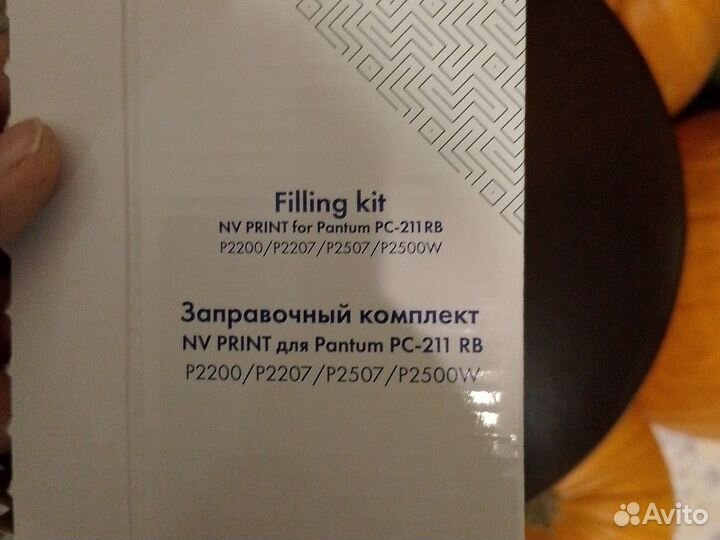 Filling kit
NV PRINT for Pantum PC-211RB
P2200/P2207/P2507/P2500W
Заправочный комплект
NV PRINT для Pantum PC-211 RB
P2200/P2207/P2507/P2500W
Avito